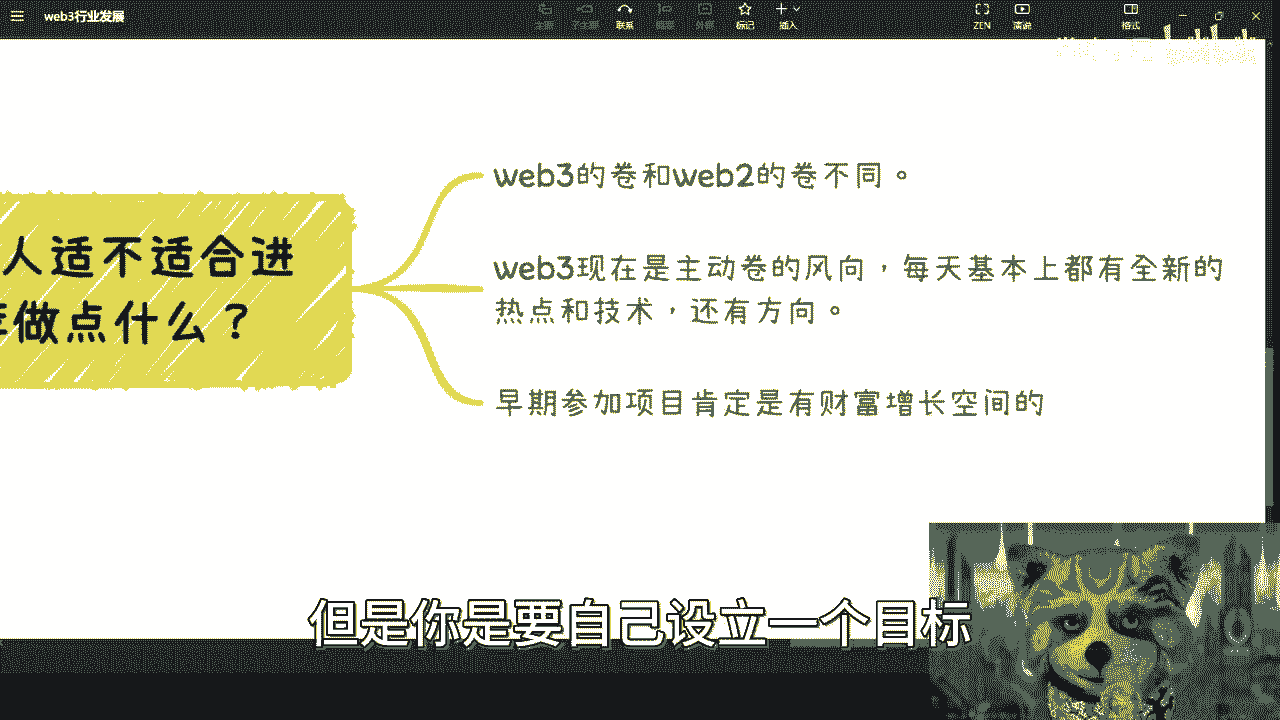 web3行业发展
主题
子主题
联系
概要
外框
标记
插入
ZEN
演说
格式
bilibili
web3的卷和web2的卷不同。
人适不适合进
做点什么？
web3现在是主动卷的风向，每天基本上都有全新的
热点和技术，还有方向。
早期参加项目肯定是有财富增长空间的
但是你是要自己设立一个目标